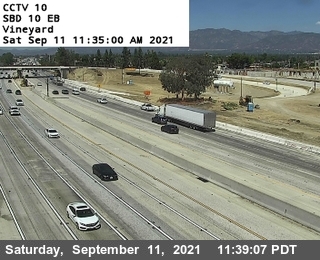 CCTV 10
SBD 10 EB
Vineyard
Sat Sep 11 11:35:00 AM 2021
Saturday, September 11, 2021 11:39:07 PDT